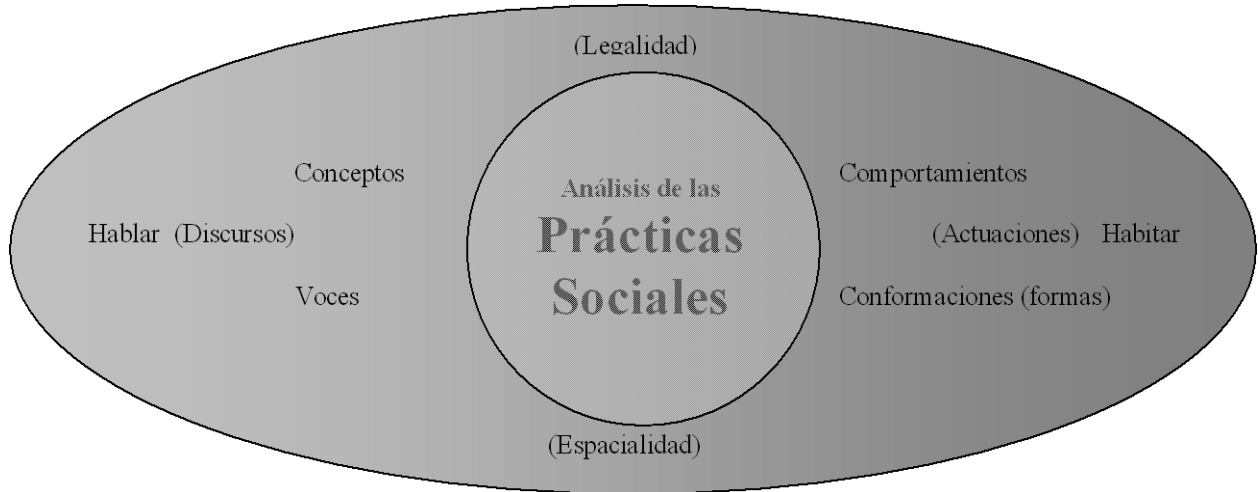 (Legalidad)
Conceptos
Hablar (Discursos)
Voces
Análisis de las
Prácticas
Sociales
Comportamientos
(Actuaciones) Habitar
Conformaciones (formas)
(Espacialidad)